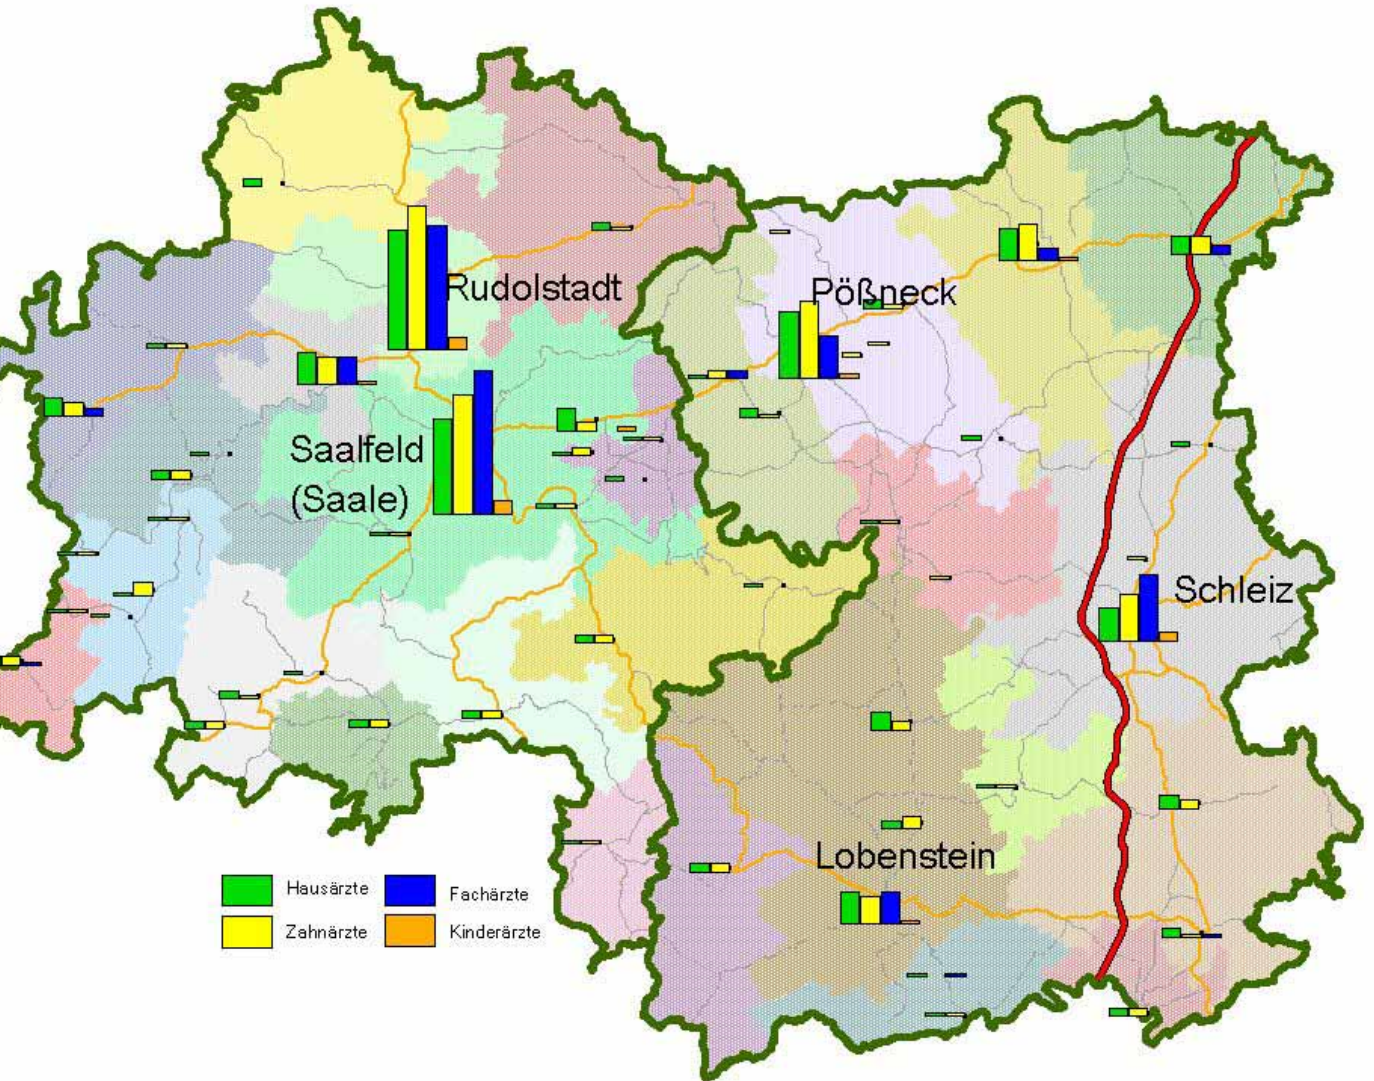 Rudolstadt
Pößneck
Saalfeld
(Saale)
Schleiz
Lobenstein
Hausärzte
Fachärzte
Zahnärzte
Kinderärzte